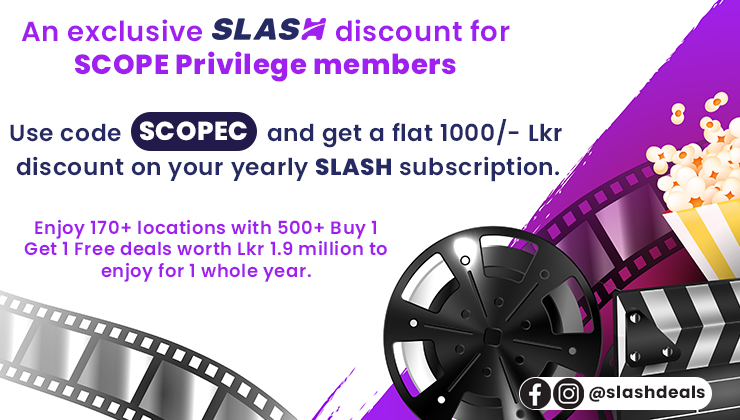 An exclusive SLASH discount for
SCOPE Privilege members
Use code SCOPEC and get a flat 1000/- Lkr
discount on your yearly SLASH subscription.
Enjoy 170+ locations with 500+ Buy 1
Get 1 Free deals worth Lkr 1.9 million to
enjoy for 1 whole year.
@slashdeals